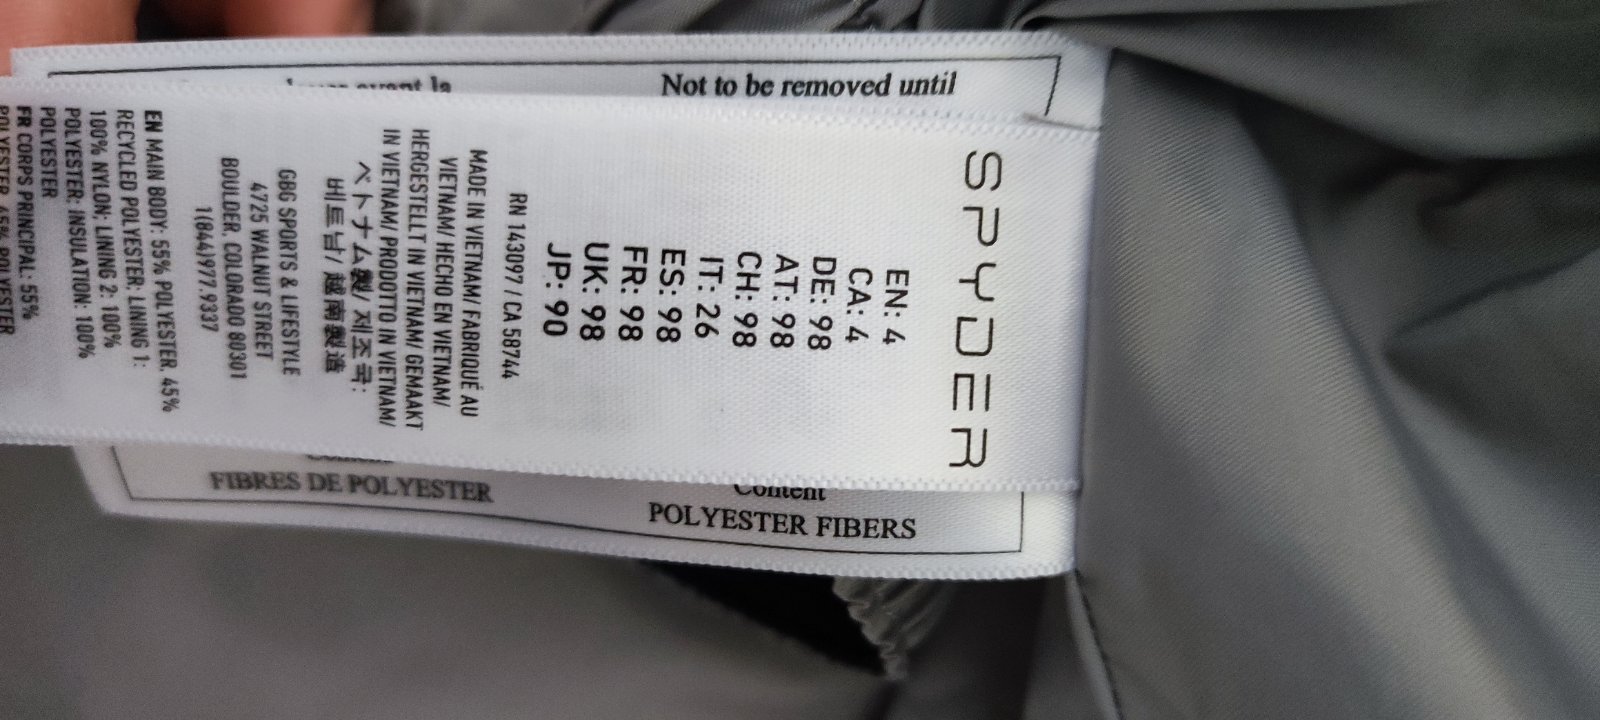 SPYDER
EN: 4
CA: 4
DE: 98
AT: 98
CH: 98
IT: 26
ES: 98
FR: 98
UK: 98
JP: 90
RN 143097 / CA 58744
MADE IN VIETNAM/ FABRIQUÉ AU
VIETNAM/ HECHO EN VIETNAM/
HERGESTELLT IN VIETNAM/ GEMAAKT
IN VIETNAM/ PRODOTTO IN VIETNAM/
ベトナム製/ 제조국:
베트남/ 越南製造
GBG SPORTS & LIFESTYLE
4725 WALNUT STREET
BOULDER, COLORADO 80301
1(844)977.9337
EN MAIN BODY: 55% POLYESTER, 45%
RECYCLED POLYESTER; LINING 1:
100% NYLON; LINING 2: 100%
POLYESTER; INSULATION: 100%
POLYESTER
FR CORPS PRINCIPAL: 55%
POLYESTER, 45% POLYESTER
Not to be removed until
avant la
Content
POLYESTER FIBERS
FIBRES DE POLYESTER